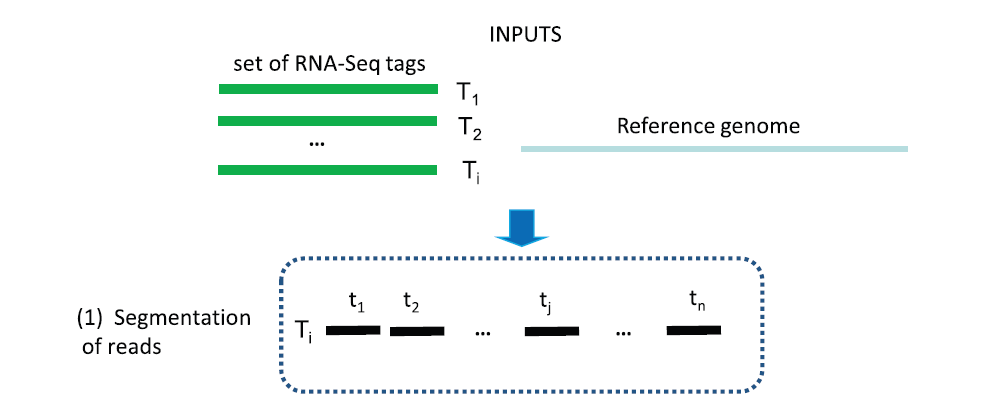 INPUTS
set of RNA-Seq tags
T1
T2
...
Ti
Reference genome
(1) Segmentation
of reads
t1 t2 tj tn
Ti ... ...